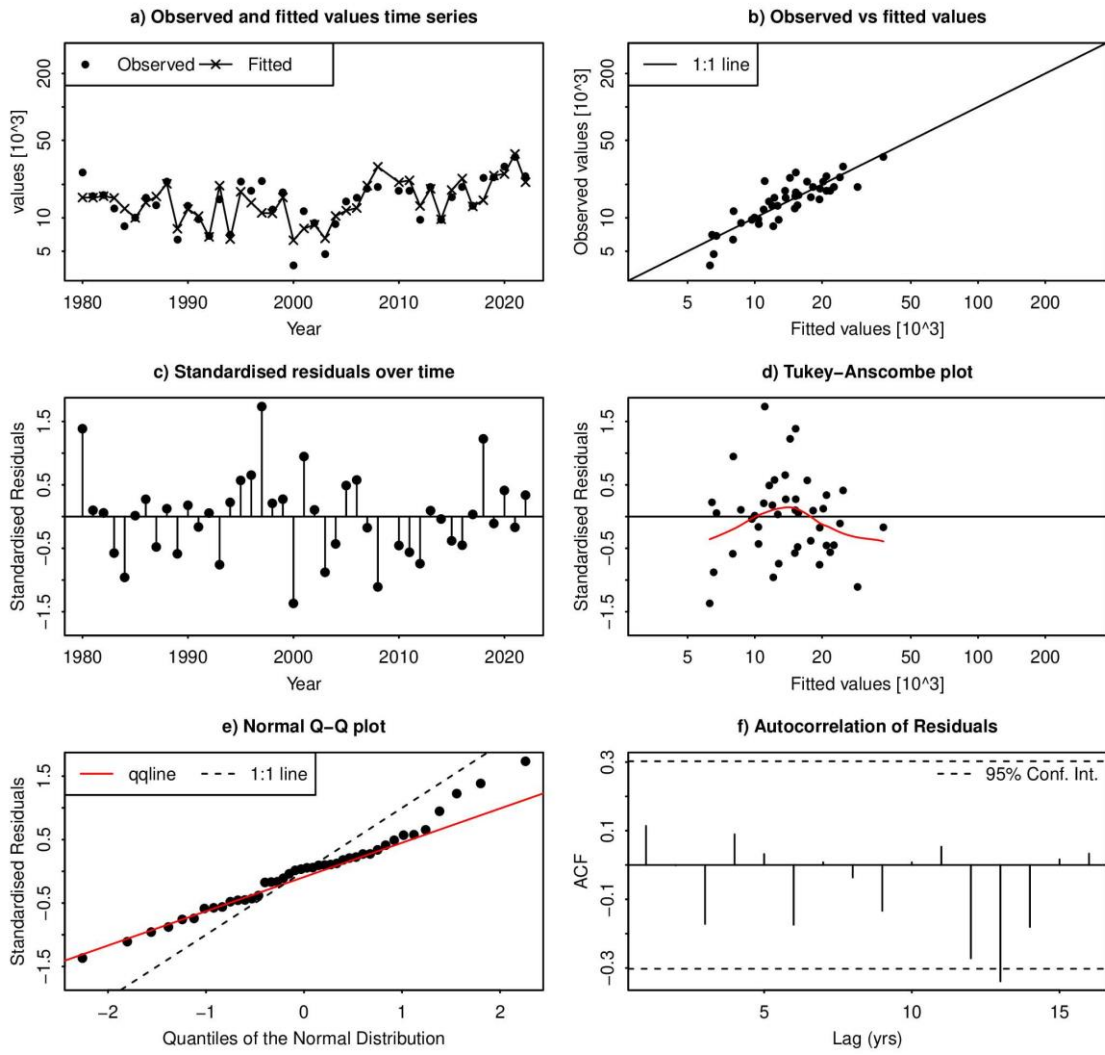 a) Observed and fitted values time series
Observed Fitted
values [10^3]
200
50
10
5
1980 1990 2000 2010 2020
Year
b) Observed vs fitted values
1:1 line
Observed values [10^3]
200
50
10
5
5 10 20 50 100 200
Fitted values [10^3]
c) Standardised residuals over time
Standardised Residuals
1.5
0.5
−0.5
−1.5
1980 1990 2000 2010 2020
Year
d) Tukey−Anscombe plot
Standardised Residuals
1.5
0.5
−0.5
−1.5
5 10 20 50 100 200
Fitted values [10^3]
e) Normal Q−Q plot
qqline 1:1 line
Standardised Residuals
1.5
0.5
−0.5
−1.5
−2 −1 0 1 2
Quantiles of the Normal Distribution
f) Autocorrelation of Residuals
95% Conf. Int.
ACF
0.3
0.1
−0.1
−0.3
5 10 15
Lag (yrs)